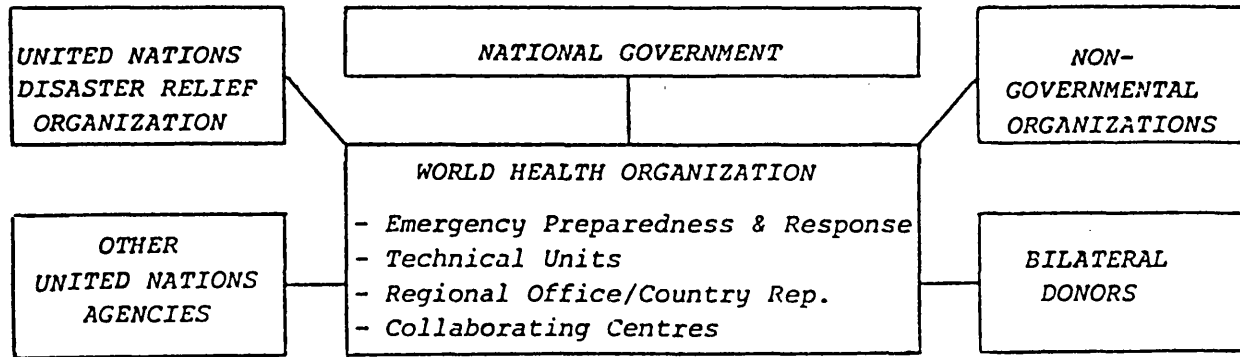 UNITED NATIONS
DISASTER RELIEF
ORGANIZATION
NATIONAL GOVERNMENT
NON-
GOVERNMENTAL
ORGANIZATIONS
WORLD HEALTH ORGANIZATION
- Emergency Preparedness & Response
- Technical Units
- Regional Office/Country Rep.
- Collaborating Centres
OTHER
UNITED NATIONS
AGENCIES
BILATERAL
DONORS